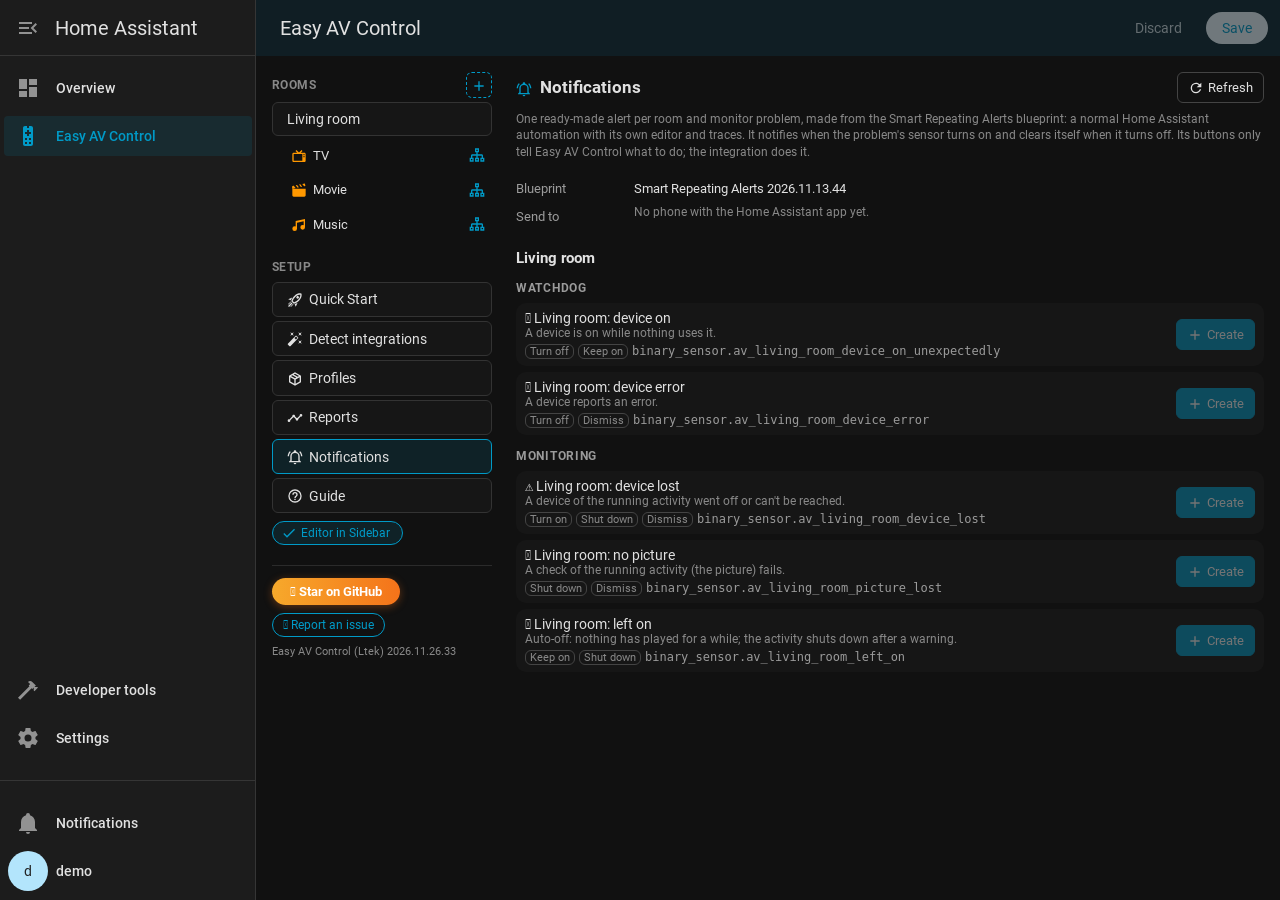 Home Assistant
Easy AV Control
Discard
Save
Overview
Easy AV Control
Developer tools
Settings
Notifications
d
demo
ROOMS
Living room
TV
Movie
Music
SETUP
Quick Start
Detect integrations
Profiles
Reports
Notifications
Guide
Editor in Sidebar
Star on GitHub
Report an issue
Easy AV Control (Ltek) 2026.11.26.33
Notifications
Refresh
One ready-made alert per room and monitor problem, made from the Smart Repeating Alerts blueprint: a normal Home Assistant
automation with its own editor and traces. It notifies when the problem's sensor turns on and clears itself when it turns off. Its buttons only
tell Easy AV Control what to do; the integration does it.
Blueprint Smart Repeating Alerts 2026.11.13.44
Send to No phone with the Home Assistant app yet.
Living room
WATCHDOG
Living room: device on
A device is on while nothing uses it.
Turn off Keep on binary_sensor.av_living_room_device_on_unexpectedly
Create
Living room: device error
A device reports an error.
Turn off Dismiss binary_sensor.av_living_room_device_error
Create
MONITORING
⚠ Living room: device lost
A device of the running activity went off or can't be reached.
Turn on Shut down Dismiss binary_sensor.av_living_room_device_lost
Create
Living room: no picture
A check of the running activity (the picture) fails.
Shut down Dismiss binary_sensor.av_living_room_picture_lost
Create
Living room: left on
Auto-off: nothing has played for a while; the activity shuts down after a warning.
Keep on Shut down binary_sensor.av_living_room_left_on
Create